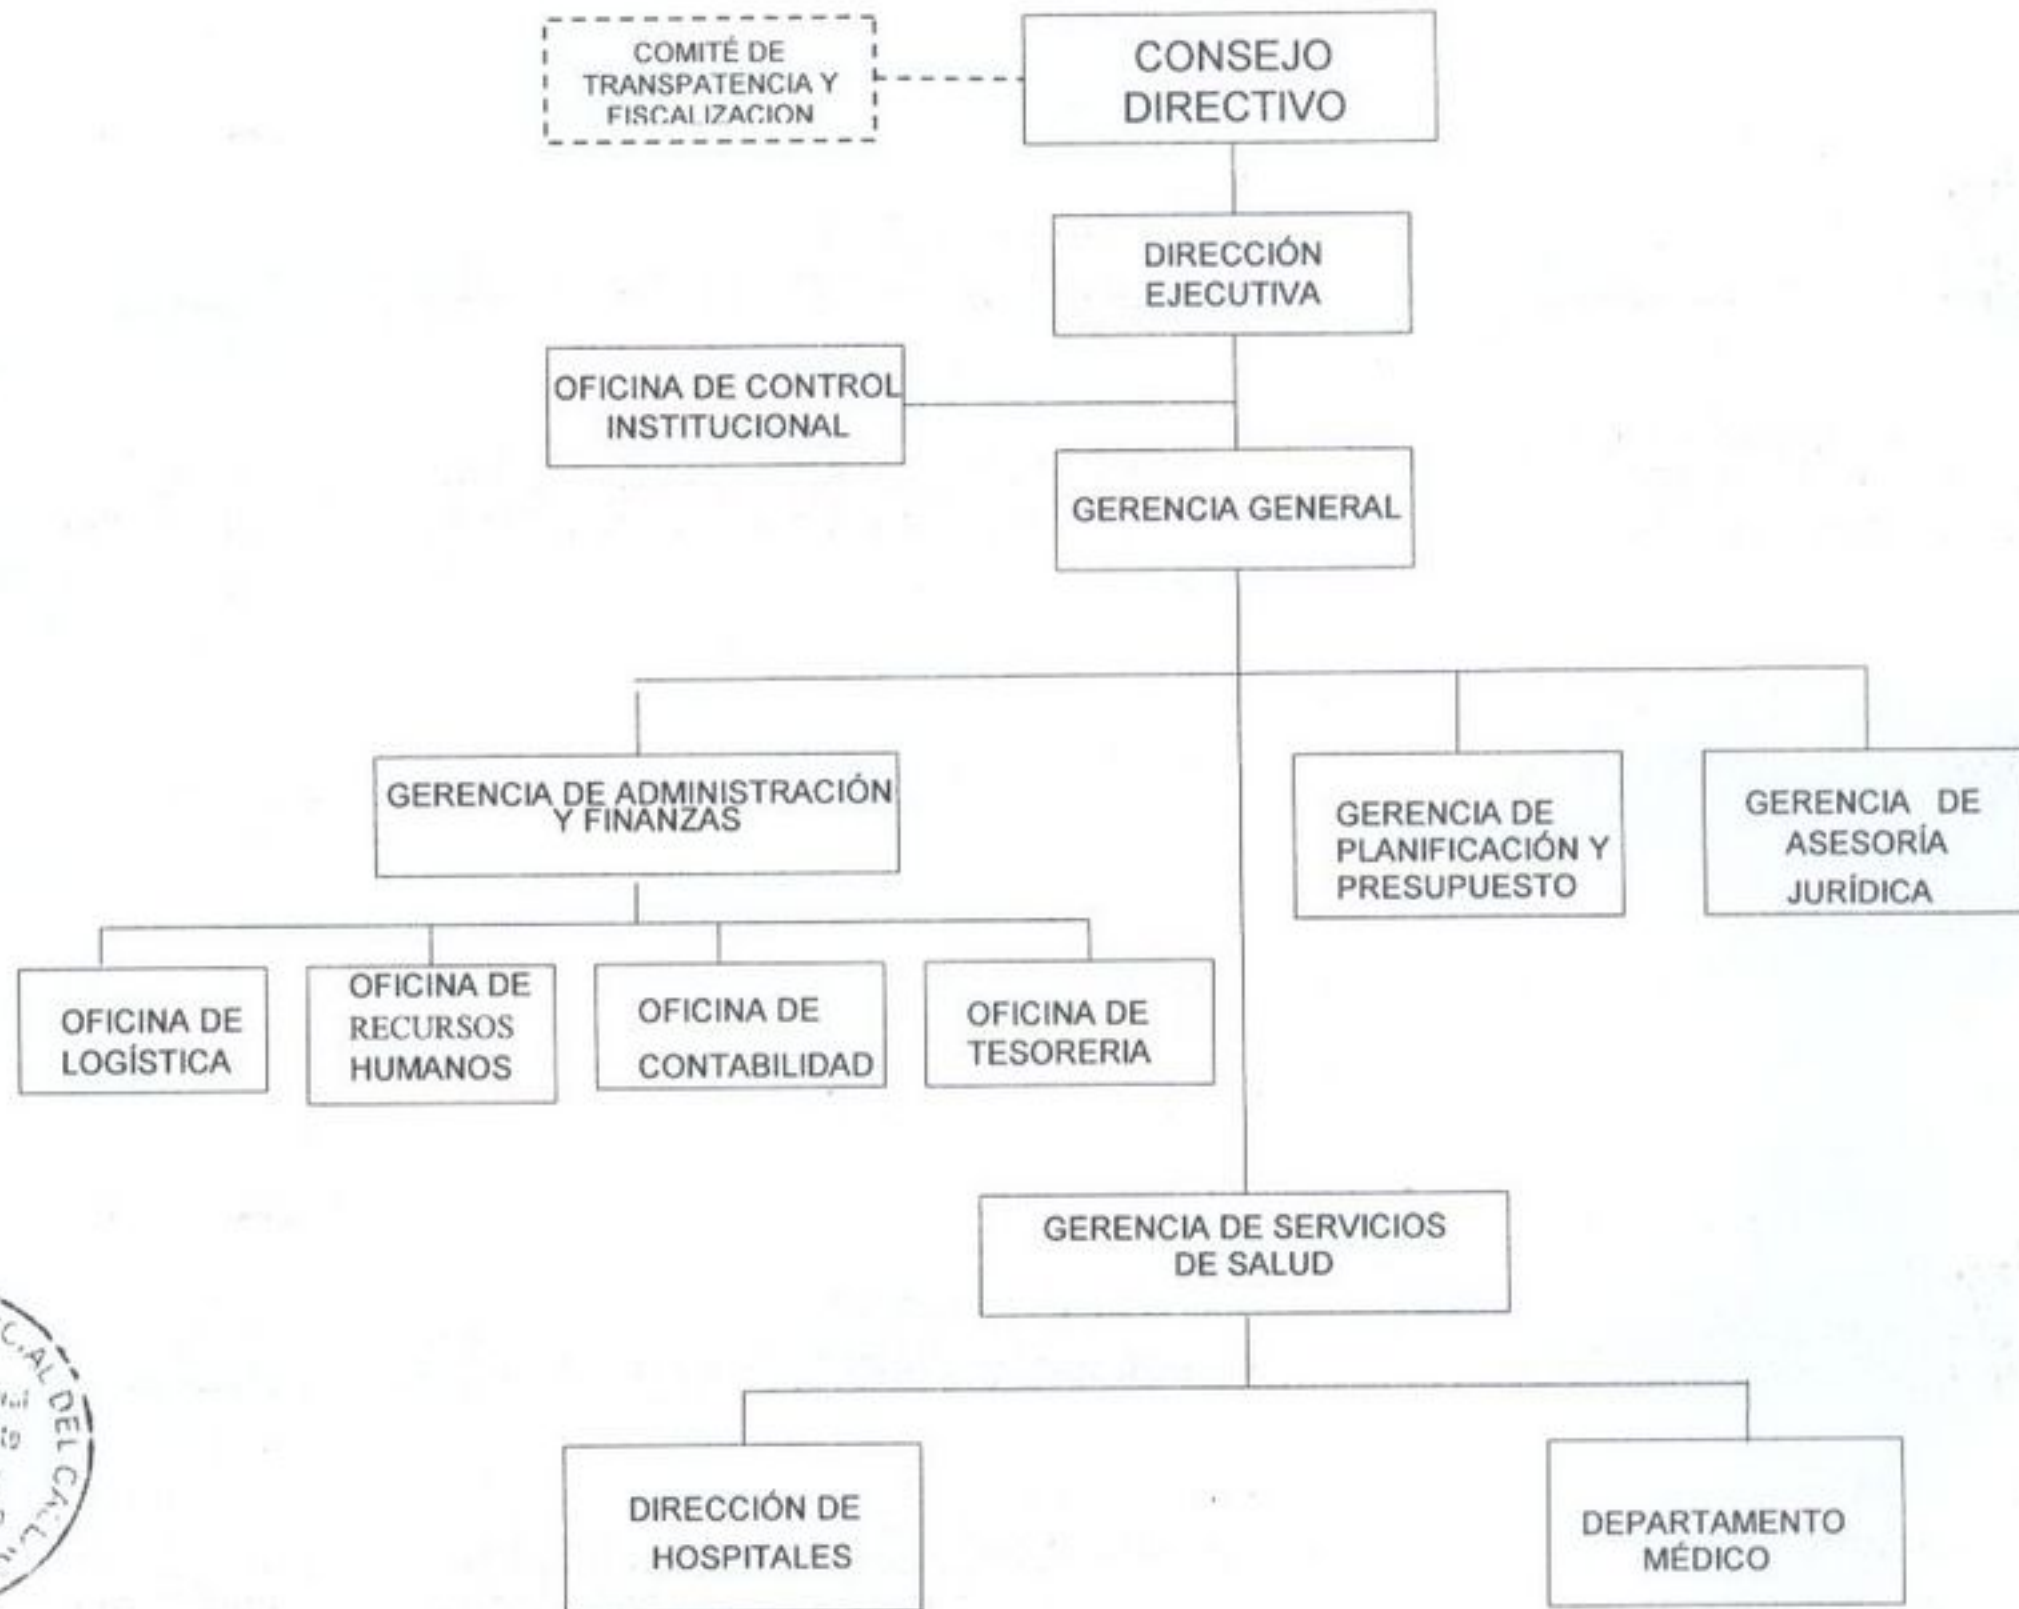 COMITÉ DE
TRANSPATENCIA Y
FISCALIZACION
CONSEJO
DIRECTIVO
DIRECCIÓN
EJECUTIVA
OFICINA DE CONTROL
INSTITUCIONAL
GERENCIA GENERAL
GERENCIA DE ADMINISTRACIÓN
Y FINANZAS
GERENCIA DE
PLANIFICACIÓN Y
PRESUPUESTO
GERENCIA DE
ASESORÍA
JURÍDICA
OFICINA DE
LOGÍSTICA
OFICINA DE
RECURSOS
HUMANOS
OFICINA DE
CONTABILIDAD
OFICINA DE
TESORERIA
GERENCIA DE SERVICIOS
DE SALUD
DIRECCIÓN DE
HOSPITALES
DEPARTAMENTO
MÉDICO
DEL